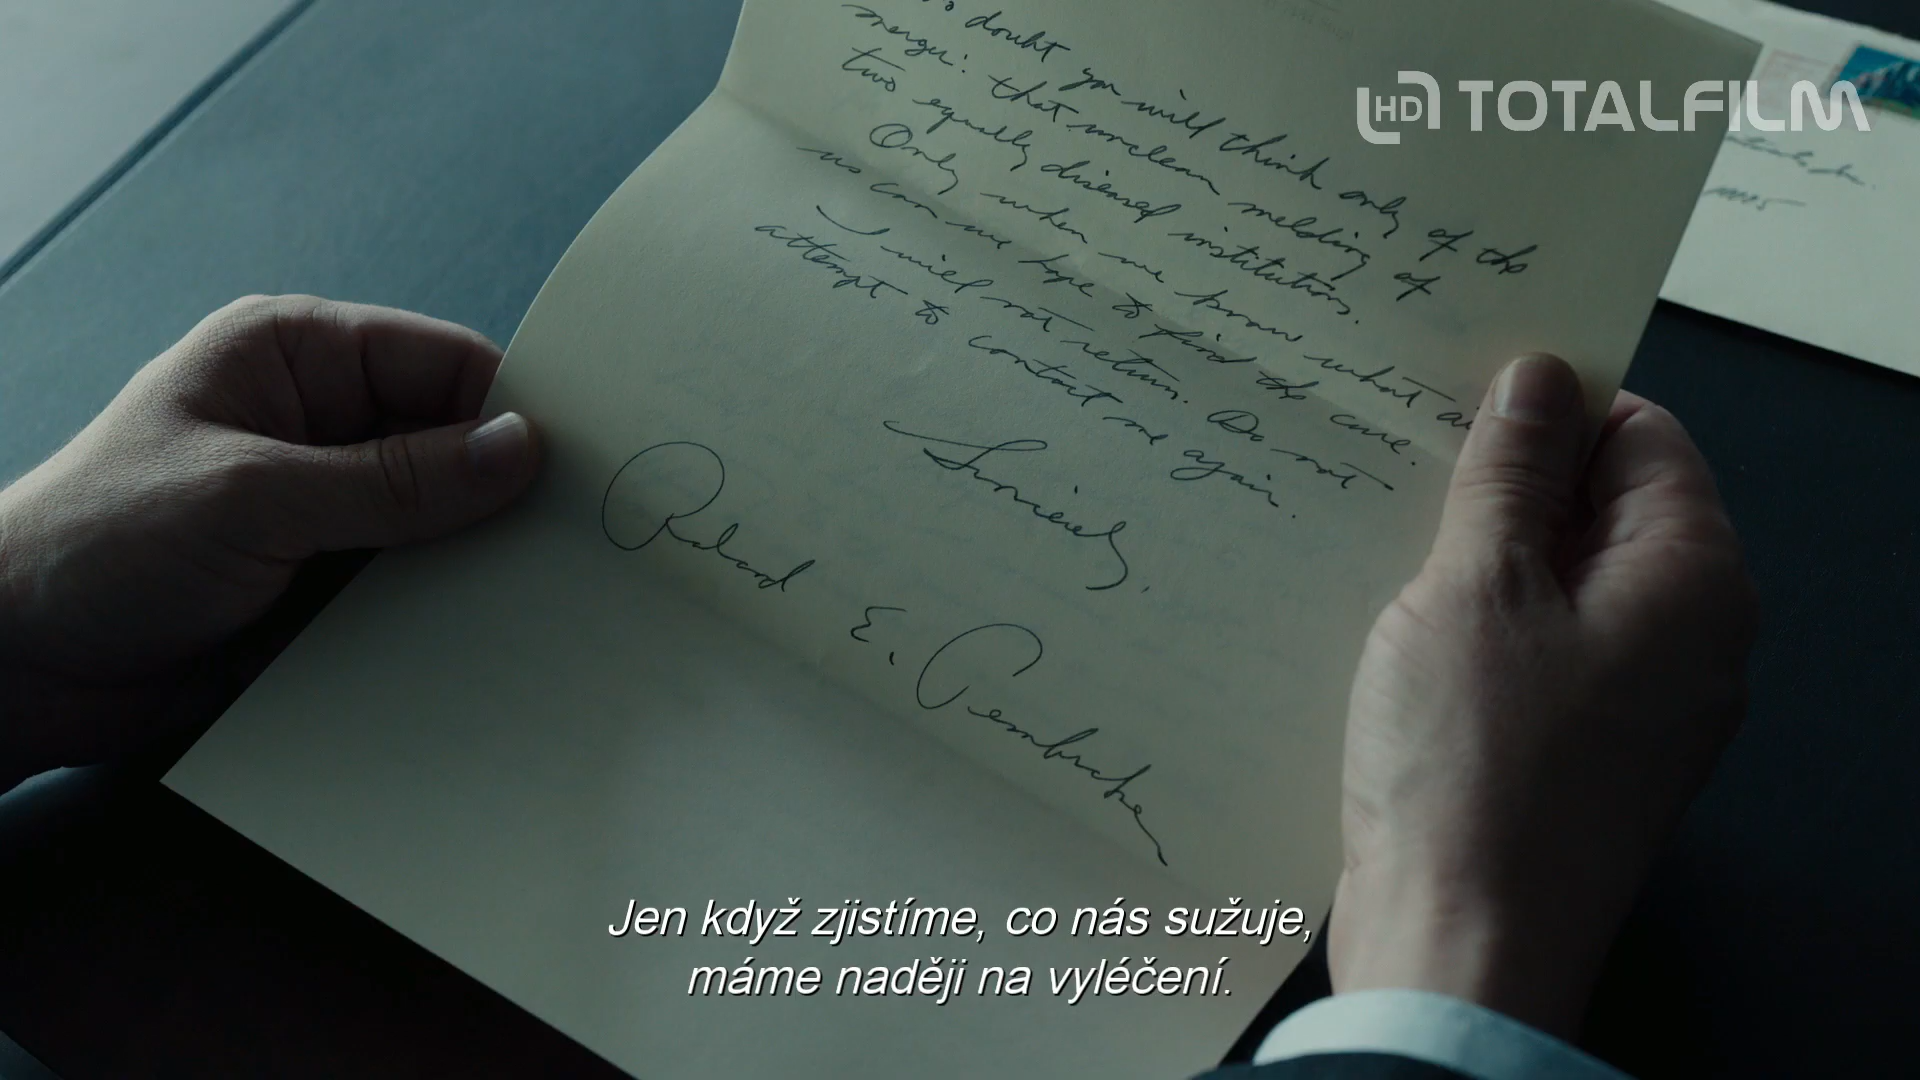 doubt you will think only of the
merger: that unclean melding of
two equally diseased institutions.
Only when we know what ai
us can we hope to find the cure.
I will not return. Do not
attempt to contact me again.
Sincerely,
Roland E. Pembroke
HD TOTALFILM
Jen když zjistíme, co nás sužuje,
máme naději na vyléčení.